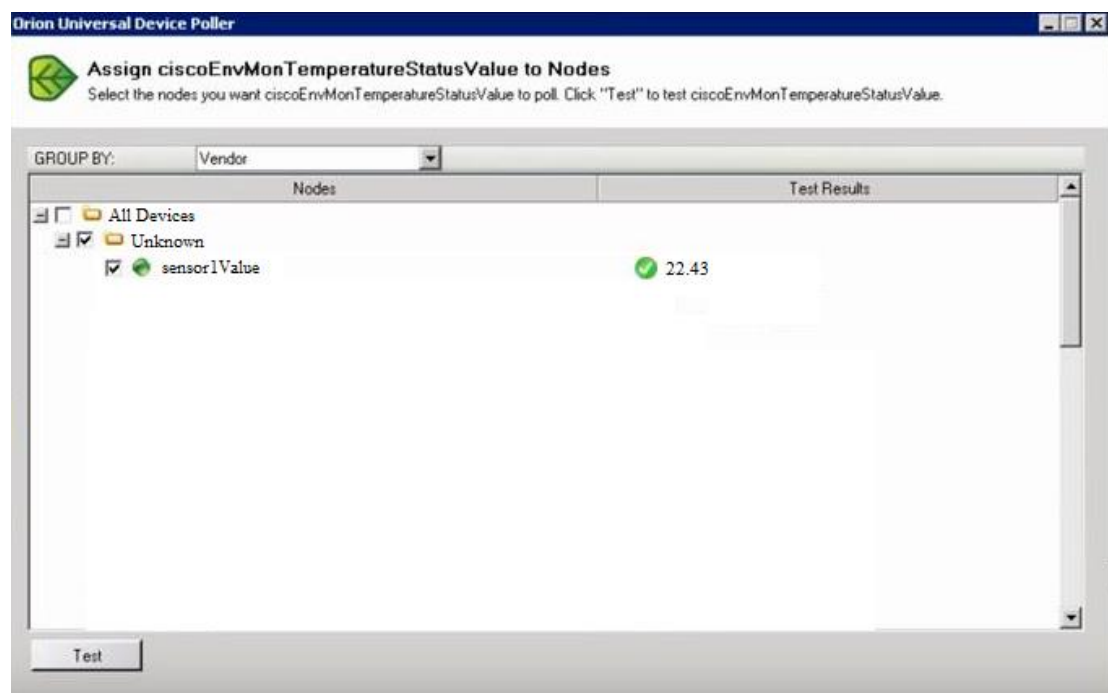 Orion Universal Device Poller
Assign ciscoEnvMonTemperatureStatusValue to Nodes
Select the nodes you want ciscoEnvMonTemperatureStatusValue to poll. Click "Test" to test ciscoEnvMonTemperatureStatusValue.
GROUP BY: Vendor
Nodes Test Results
All Devices
Unknown
sensor1Value 22.43
Test